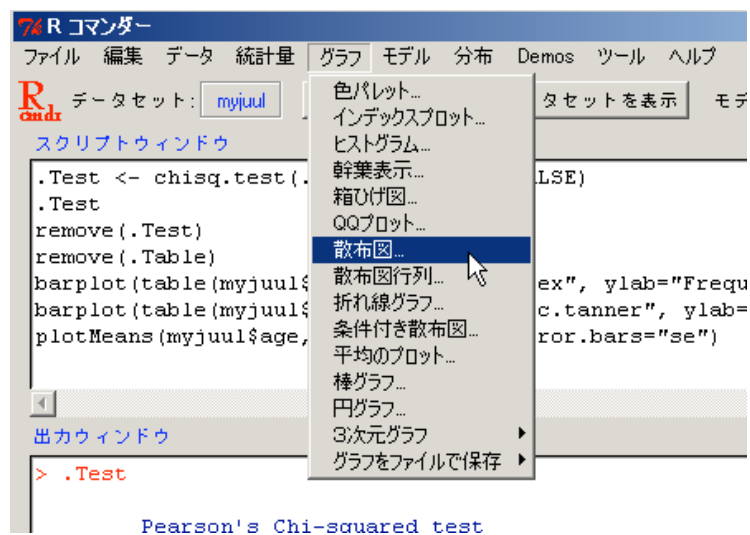 R コマンダー
ファイル 編集 データ 統計量 グラフ モデル 分布 Demos ツール ヘルプ
Rcmdr データセット: myjuul タセットを表示 モデ
スクリプトウィンドウ
.Test <- chisq.test(. LSE)
.Test
remove(.Test)
remove(.Table)
barplot(table(myjuul$ ex", ylab="Frequ
barplot(table(myjuul$ c.tanner", ylab=
plotMeans(myjuul$age, ror.bars="se")
色パレット...
インデックスプロット...
ヒストグラム...
幹葉表示...
箱ひげ図...
QQプロット...
散布図...
散布図行列...
折れ線グラフ...
条件付き散布図...
平均のプロット...
棒グラフ...
円グラフ...
3次元グラフ
グラフをファイルで保存
出力ウィンドウ
> .Test
Pearson's Chi-squared test